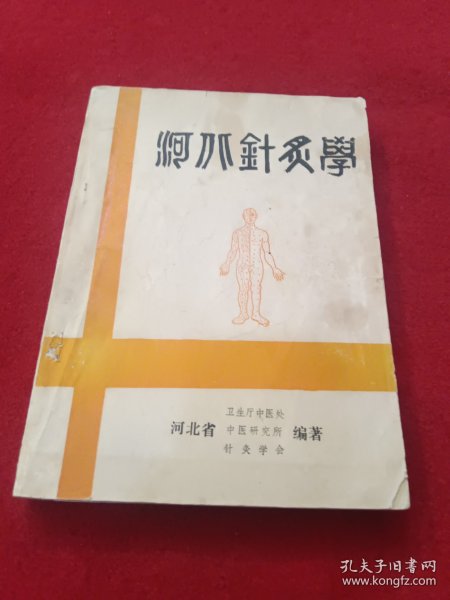 河北針灸學
卫生厅中医处
河北省 中医研究所 编著
针灸学会
孔夫子旧书网
www.kongfz.com